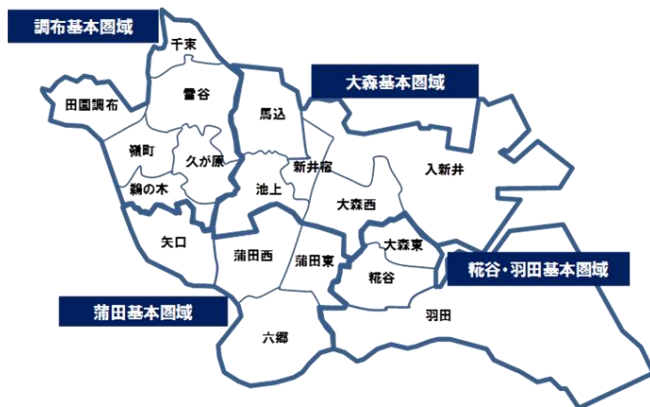 調布基本圏域
千束
大森基本圏域
田園調布
雪谷
馬込
嶺町
久が原
新井宿
入新井
鵜の木
池上
大森西
矢口
蒲田西
蒲田東
大森東
糀谷
糀谷・羽田基本圏域
蒲田基本圏域
六郷
羽田